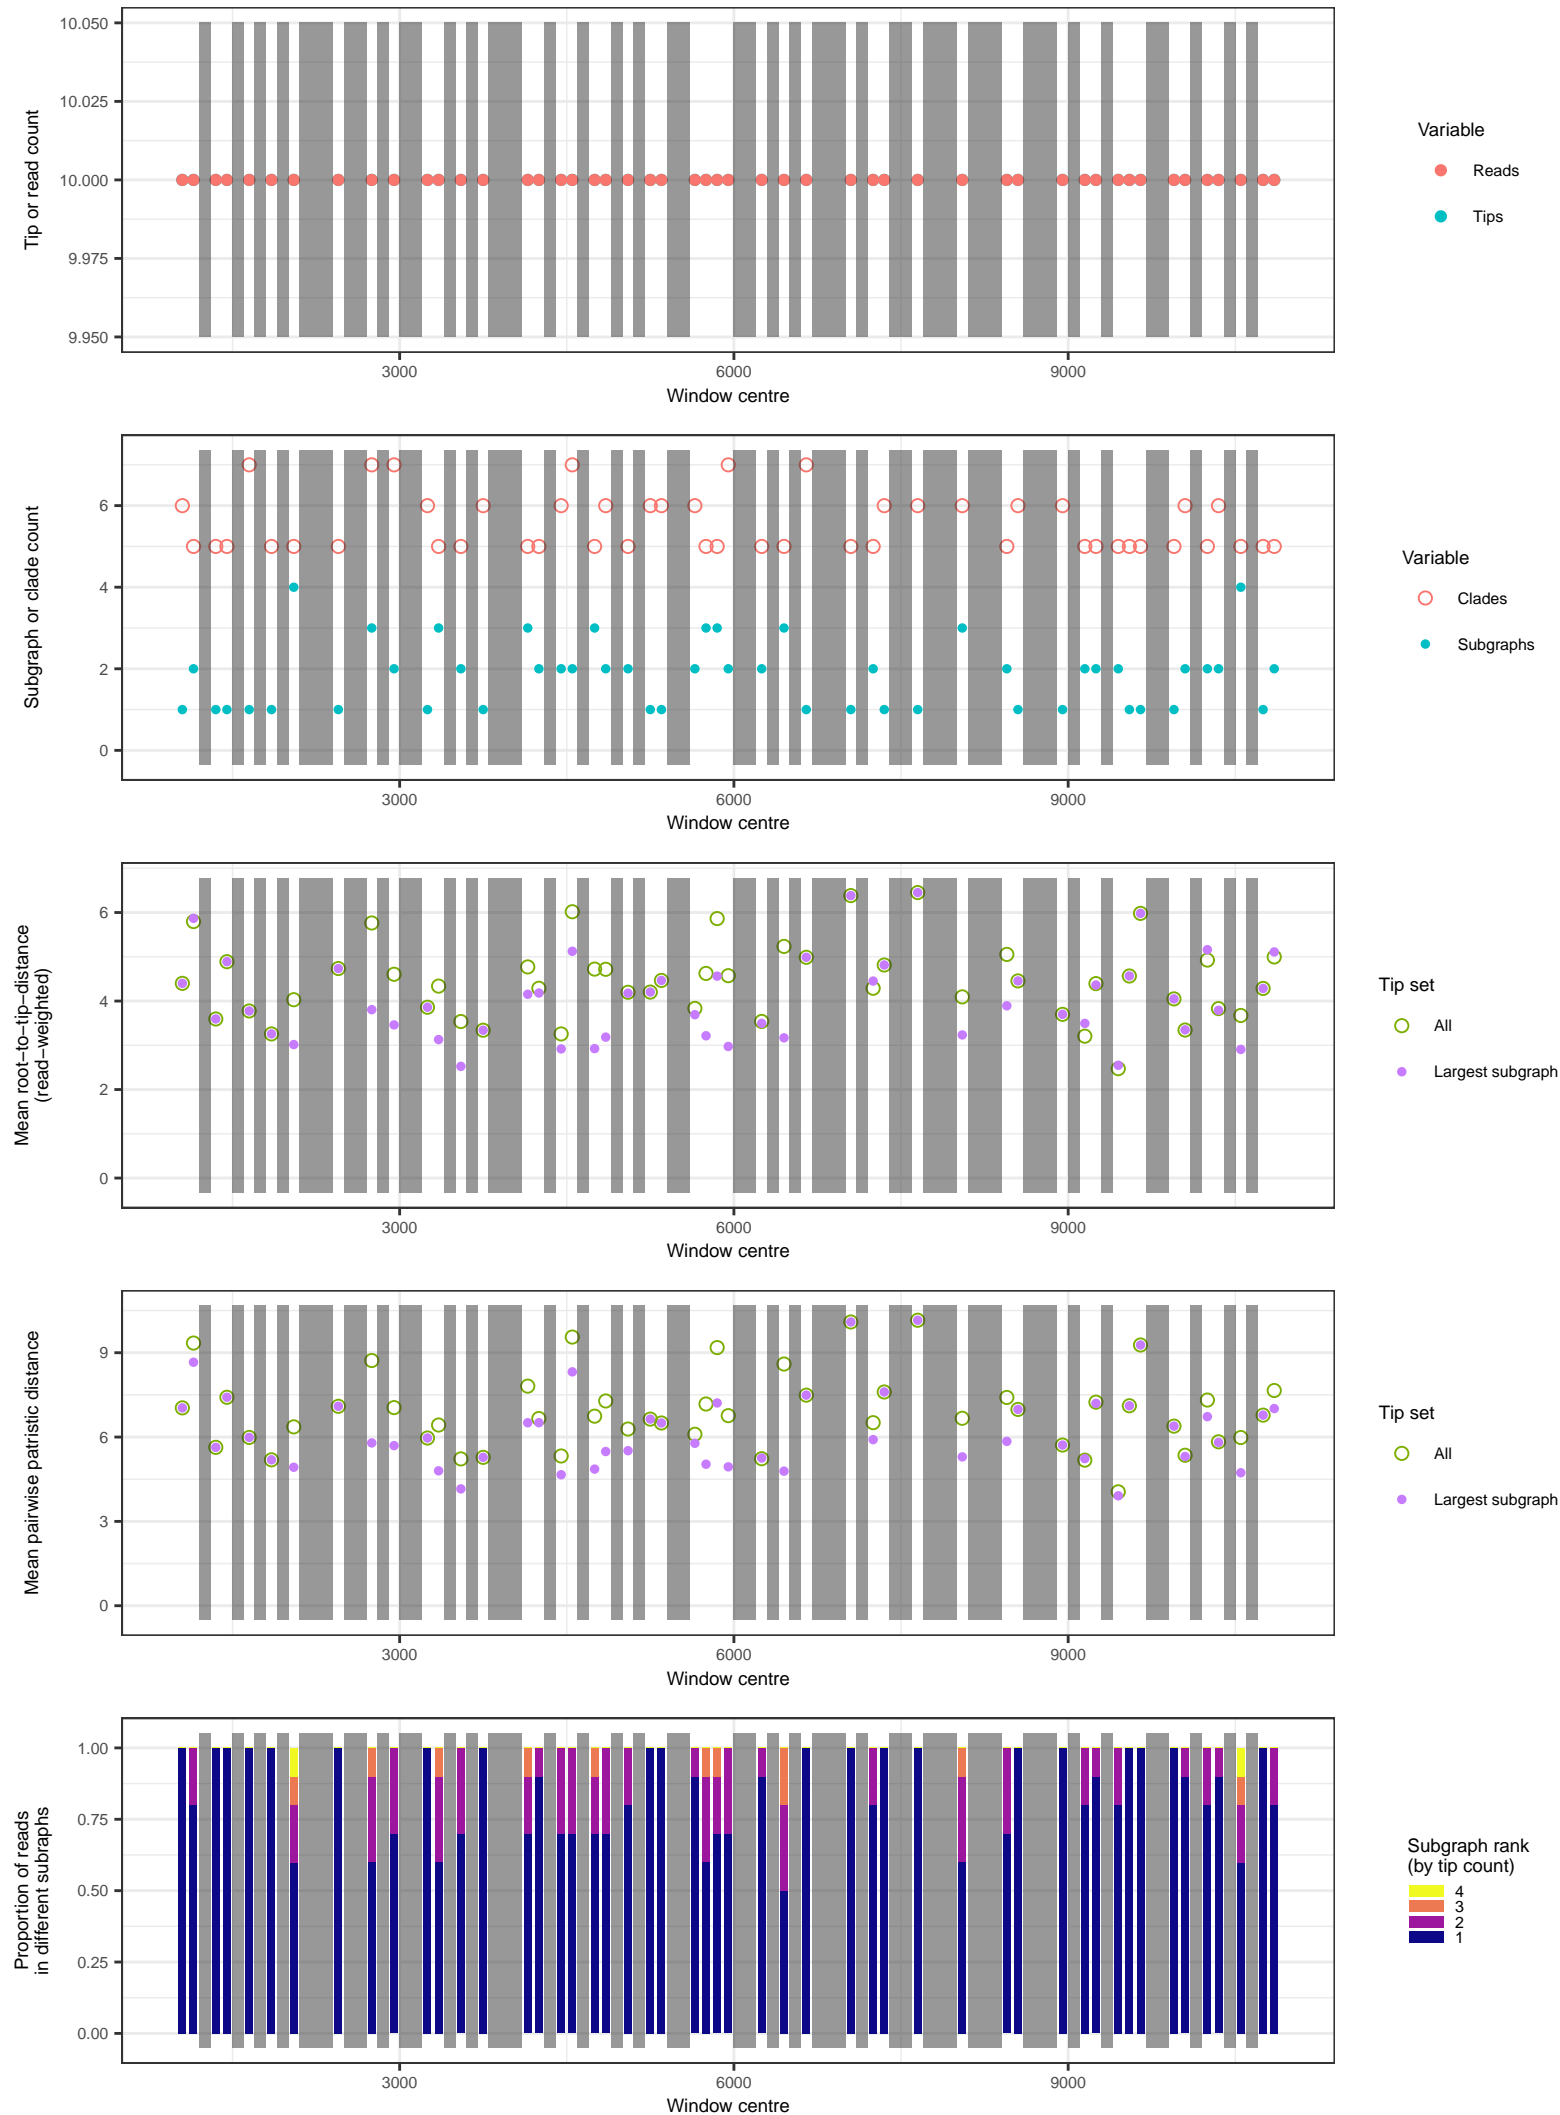 10.050
10.025
10.000
9.975
9.950
Tip or read count
3000
6000
9000
Window centre
Variable
Reads
Tips
6
4
2
0
Subgraph or clade count
3000
6000
9000
Window centre
Variable
Clades
Subgraphs
6
4
2
0
Mean root−to−tip−distance
(read−weighted)
3000
6000
9000
Window centre
Tip set
All
Largest subgraph
9
6
3
0
Mean pairwise patristic distance
3000
6000
9000
Window centre
Tip set
All
Largest subgraph
1.00
0.75
0.50
0.25
0.00
Proportion of reads
in different subraphs
3000
6000
9000
Window centre
Subgraph rank
(by tip count)
4
3
2
1